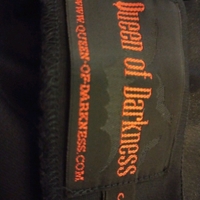 Queen of Darkness
WWW.QUEEN-OF-DARKNESS.COM